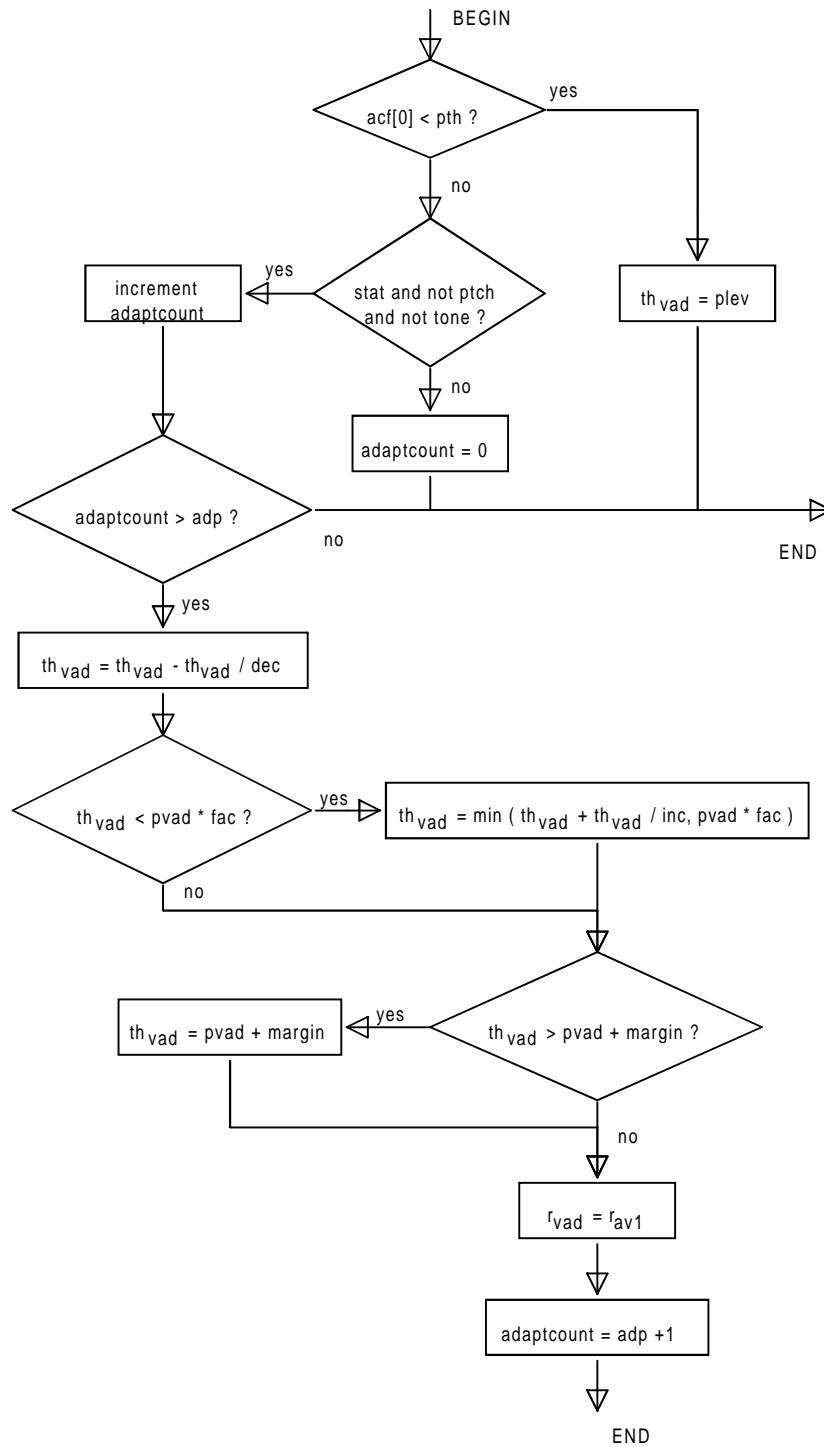 BEGIN
acf[0] < pth ?
yes
no
stat and not ptch
and not tone ?
yes
increment
adaptcount
th vad = plev
no
adaptcount = 0
adaptcount > adp ?
no
END
yes
th vad = th vad - th vad / dec
th vad < pvad * fac ?
yes
th vad = min ( th vad + th vad / inc, pvad * fac )
no
th vad > pvad + margin ?
yes
th vad = pvad + margin
no
r vad = r av1
adaptcount = adp +1
END